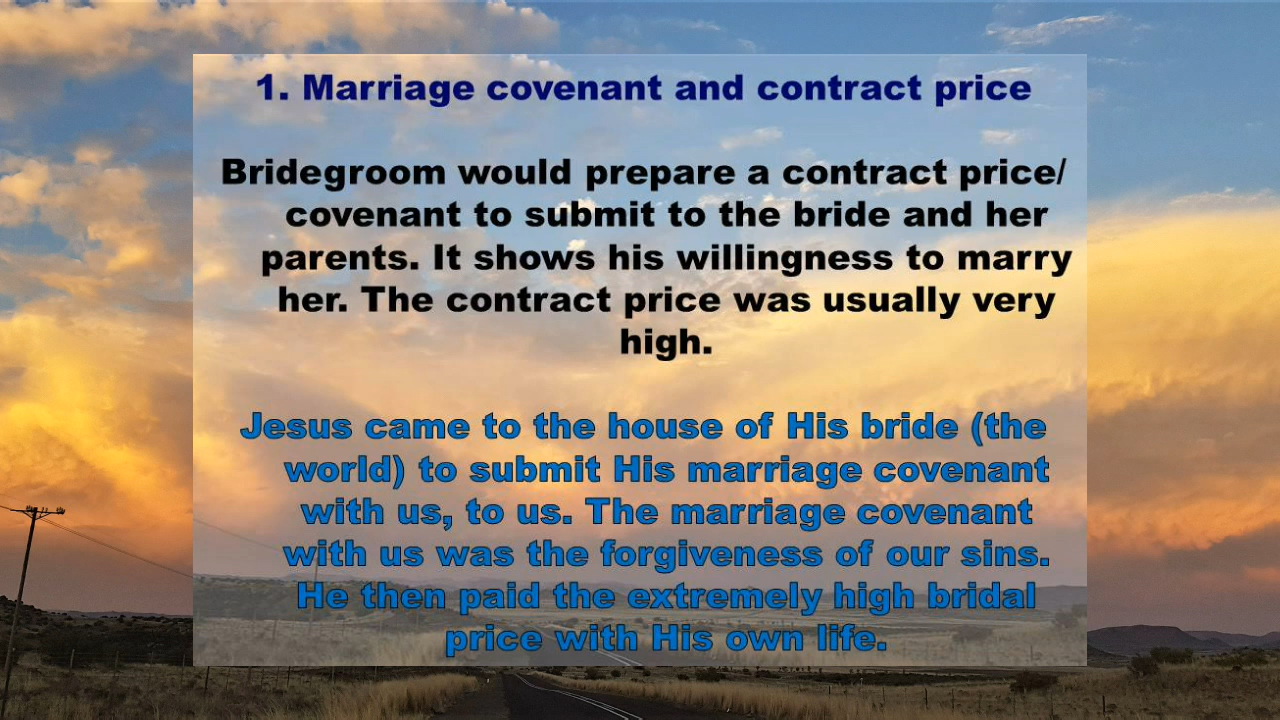 1. Marriage covenant and contract price
Bridegroom would prepare a contract price/
covenant to submit to the bride and her
parents. It shows his willingness to marry
her. The contract price was usually very
high.
Jesus came to the house of His bride (the
world) to submit His marriage covenant
with us, to us. The marriage covenant
with us was the forgiveness of our sins.
He then paid the extremely high bridal
price with His own life.